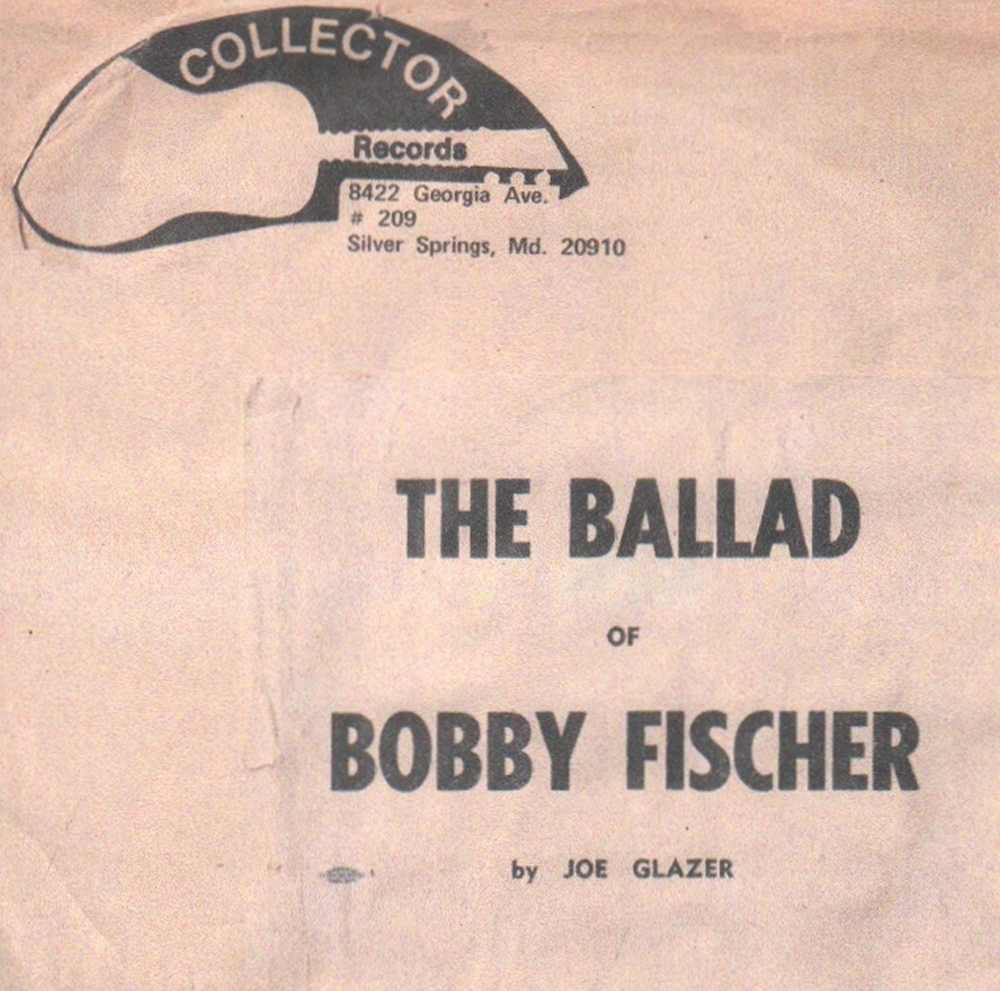 COLLECTOR
Records
8422 Georgia Ave.
# 209
Silver Springs, Md. 20910
THE BALLAD
OF
BOBBY FISCHER
by JOE GLAZER